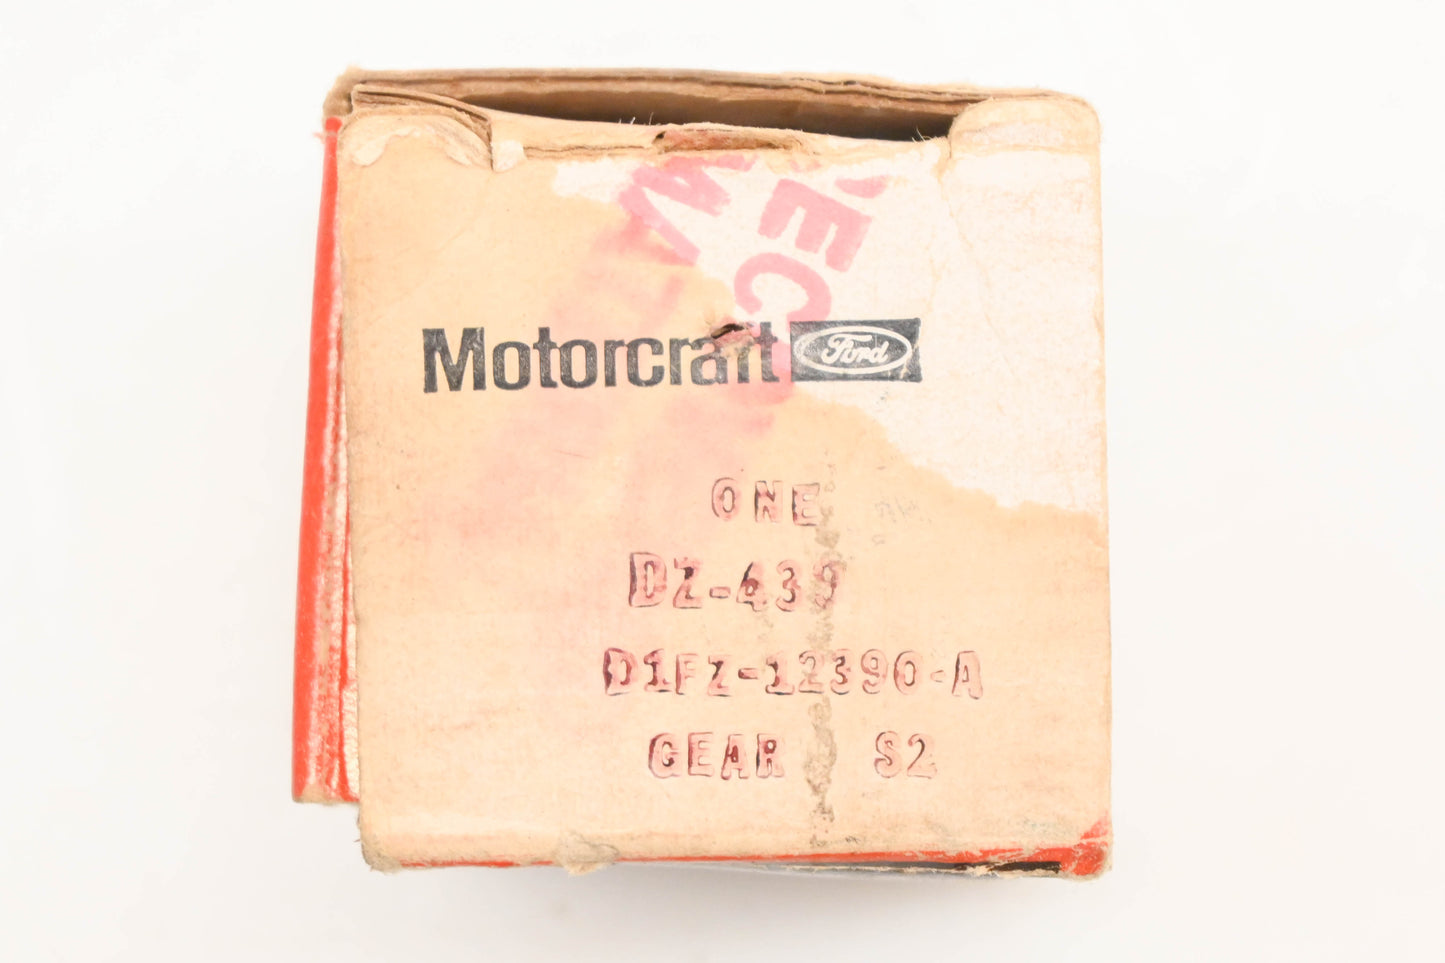 Motorcraft Ford
ONE
DZ-439
D1FZ-12390-A
GEAR S2